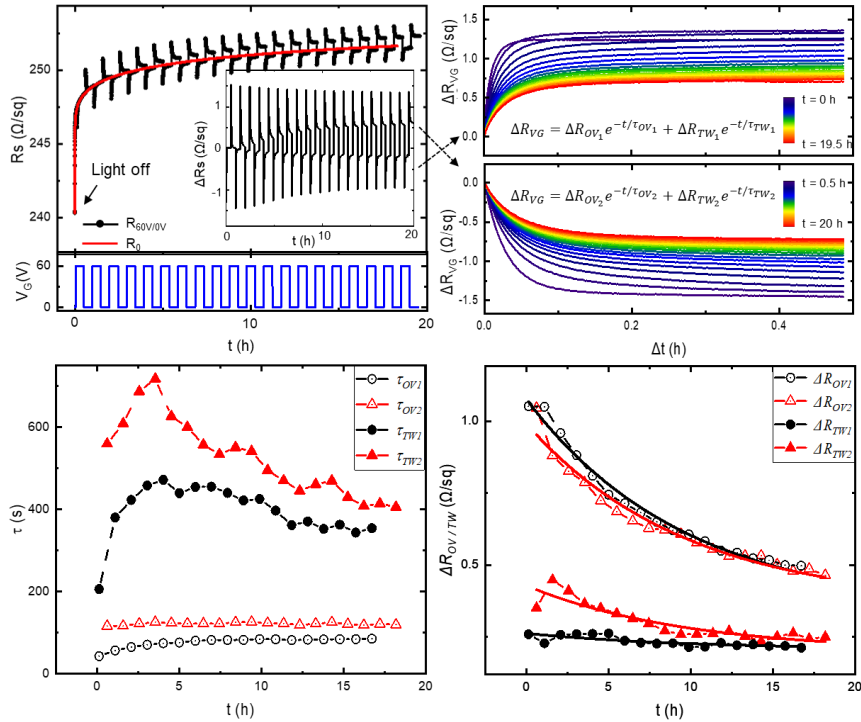 255
250
245
240
Rs (Ω/sq)
Light off
R60V/0V
R0
1
0
-1
ΔRs (Ω/sq)
0 10 20
t (h)
60
0
VG(V)
0 10 20
t (h)
1.5
1.0
0.5
0.0
ΔRVG (Ω/sq)
t = 0 h
t = 19.5 h
ΔRVG = ΔROV1e^−t/τOV1 + ΔRTW1e^−t/τTW1
0.0
-0.5
-1.0
-1.5
ΔRVG (Ω/sq)
ΔRVG = ΔROV2e^−t/τOV2 + ΔRTW2e^−t/τTW2
t = 0.5 h
t = 20 h
0.0 0.2 0.4
Δt (h)
600
400
200
0
τ (s)
τOV1
τOV2
τTW1
τTW2
0 5 10 15 20
t (h)
1.0
0.5
ΔROV/TW (Ω/sq)
ΔROV1
ΔROV2
ΔRTW1
ΔRTW2
0 5 10 15 20
t (h)